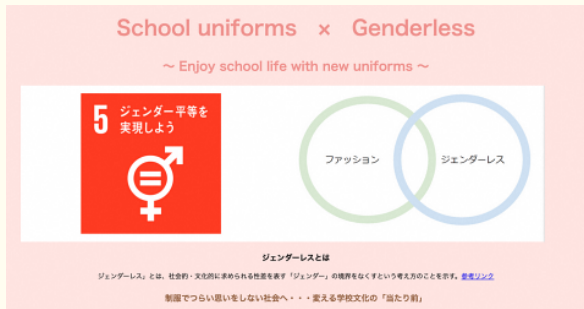 School uniforms × Genderless
～ Enjoy school life with new uniforms ～
5 ジェンダー平等を
実現しよう
ファッション
ジェンダーレス
ジェンダーレスとは
ジェンダーレス」とは、社会的・文化的に求められる性差を表す「ジェンダー」の境界をなくすという考え方のことを示す。参考リンク
制服でつらい思いをしない社会へ・・・変える学校文化の「当たり前」